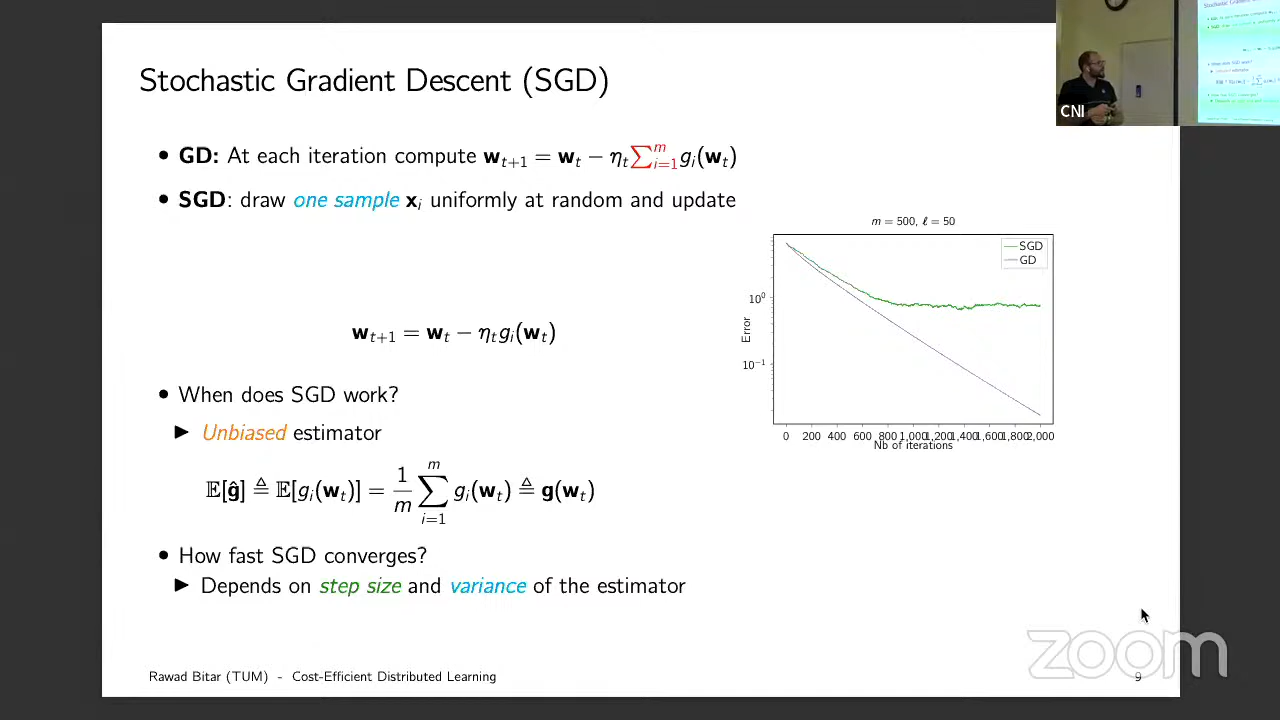 Stochastic Gradient Descent (SGD)
• GD: At each iteration compute w_{t+1} = w_t − η_t ∑_{i=1}^{m} g_i(w_t)
• SGD: draw one sample x_i uniformly at random and update
w_{t+1} = w_t − η_t g_i(w_t)
• When does SGD work?
▶ Unbiased estimator
𝔼[ĝ] ≜ 𝔼[g_i(w_t)] = \frac{1}{m} ∑_{i=1}^{m} g_i(w_t) ≜ g(w_t)
• How fast SGD converges?
▶ Depends on step size and variance of the estimator
m = 500, ℓ = 50
SGD
GD
10^0
10^{−1}
Error
0 200 400 600 800 1,000 1,200 1,400 1,600 1,800 2,000
Nb of iterations
Rawad Bitar (TUM) - Cost-Efficient Distributed Learning
9
CNI
zoom